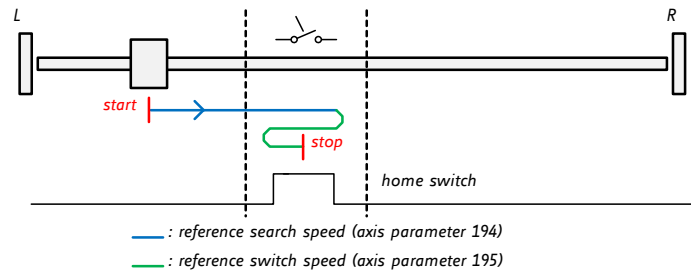 L
R
start
stop
home switch
: reference search speed (axis parameter 194)
: reference switch speed (axis parameter 195)